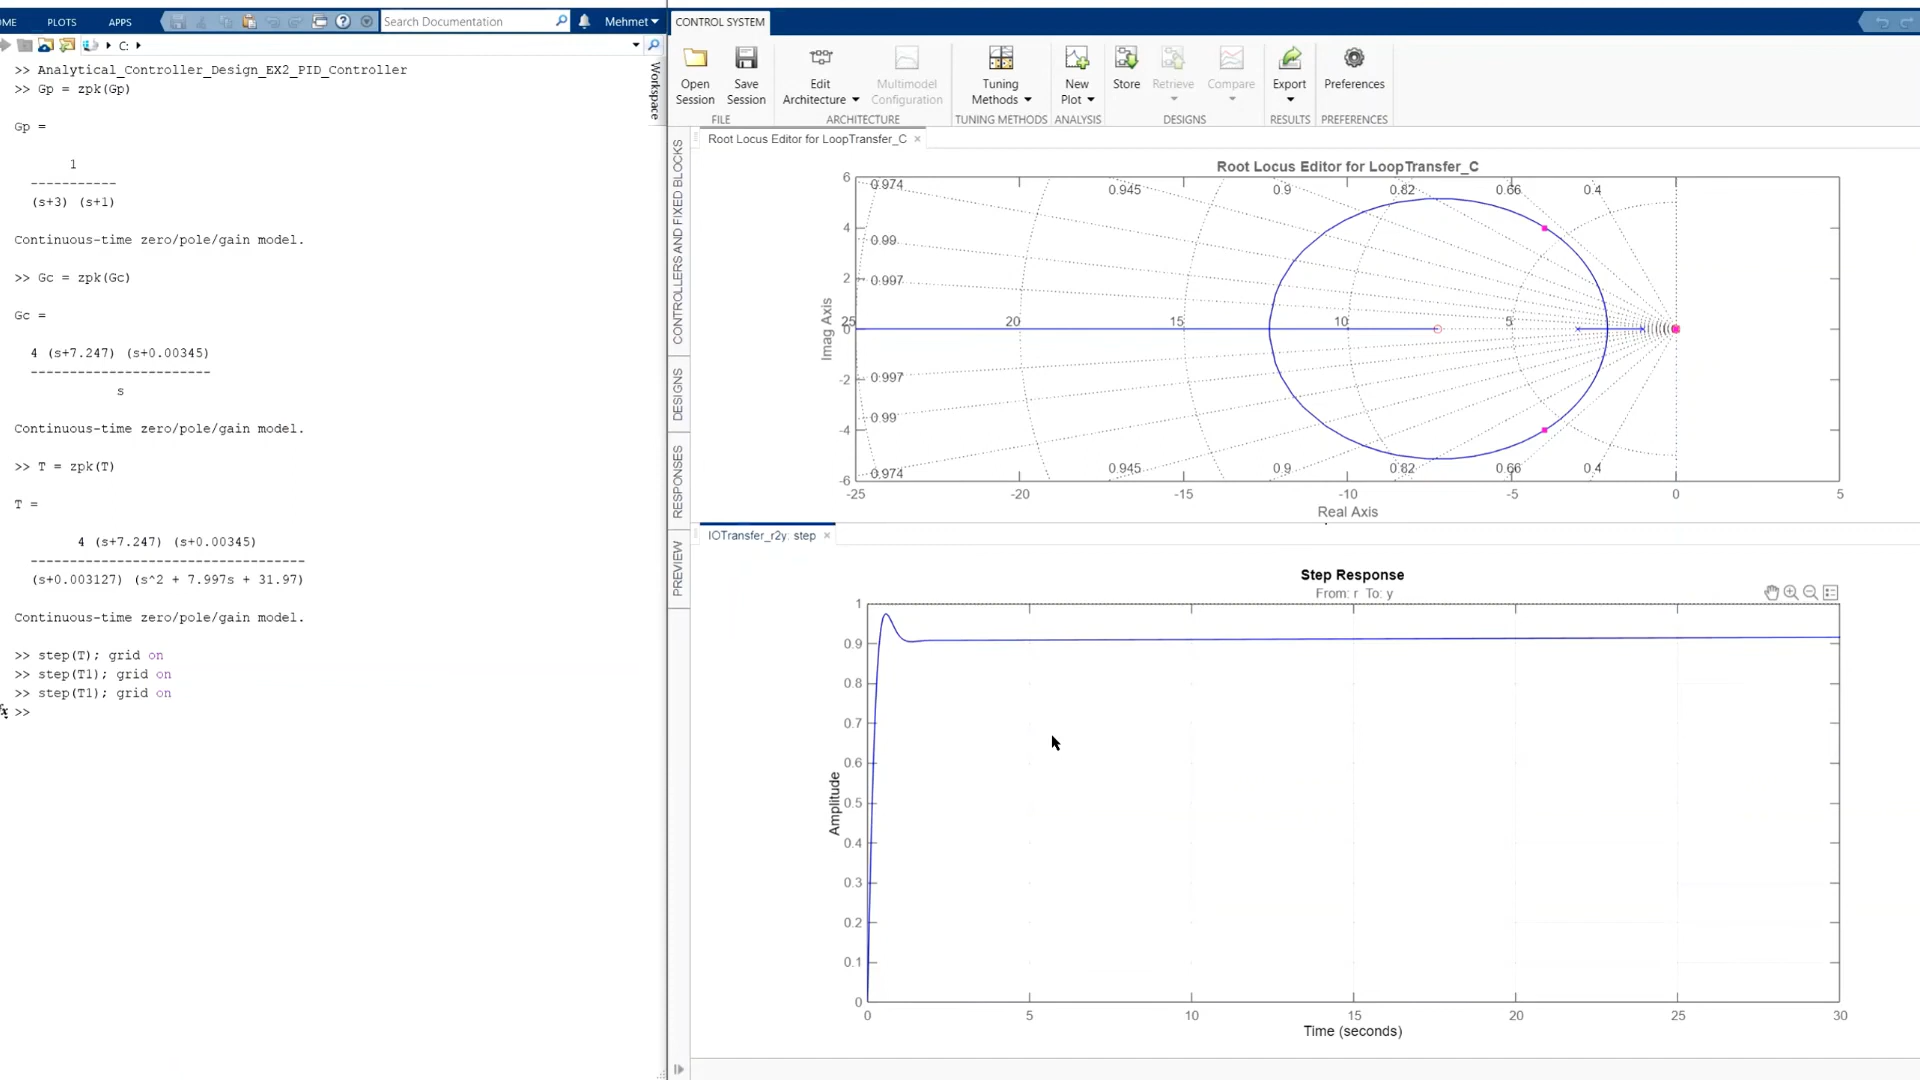 OME PLOTS APPS Search Documentation Mehmet
C:
>> Analytical_Controller_Design_EX2_PID_Controller
>> Gp = zpk(Gp)
Gp =
1
-----------
(s+3) (s+1)
Continuous-time zero/pole/gain model.
>> Gc = zpk(Gc)
Gc =
4 (s+7.247) (s+0.00345)
-----------------------
s
Continuous-time zero/pole/gain model.
>> T = zpk(T)
T =
4 (s+7.247) (s+0.00345)
-----------------------------------
(s+0.003127) (s^2 + 7.997s + 31.97)
Continuous-time zero/pole/gain model.
>> step(T); grid on
>> step(T1); grid on
>> step(T1); grid on
>>
Workspace
CONTROL SYSTEM
Open Session
Save Session
Edit Architecture
Multimodel Configuration
Tuning Methods
New Plot
Store
Retrieve
Compare
Export
Preferences
FILE ARCHITECTURE TUNING METHODS ANALYSIS DESIGNS RESULTS PREFERENCES
CONTROLLERS AND FIXED BLOCKS
DESIGNS
RESPONSES
PREVIEW
Root Locus Editor for LoopTransfer_C
Root Locus Editor for LoopTransfer_C
6
4
2
0
-2
-4
-6
0.974 0.945 0.9 0.82 0.66 0.4
0.99
0.997
25 20 15 10 5
0.997
0.99
0.974 0.945 0.9 0.82 0.66 0.4
-25 -20 -15 -10 -5 0 5
Imag Axis
Real Axis
IOTransfer_r2y: step
Step Response
From: r To: y
1
0.9
0.8
0.7
0.6
0.5
0.4
0.3
0.2
0.1
0
0 5 10 15 20 25 30
Amplitude
Time (seconds)